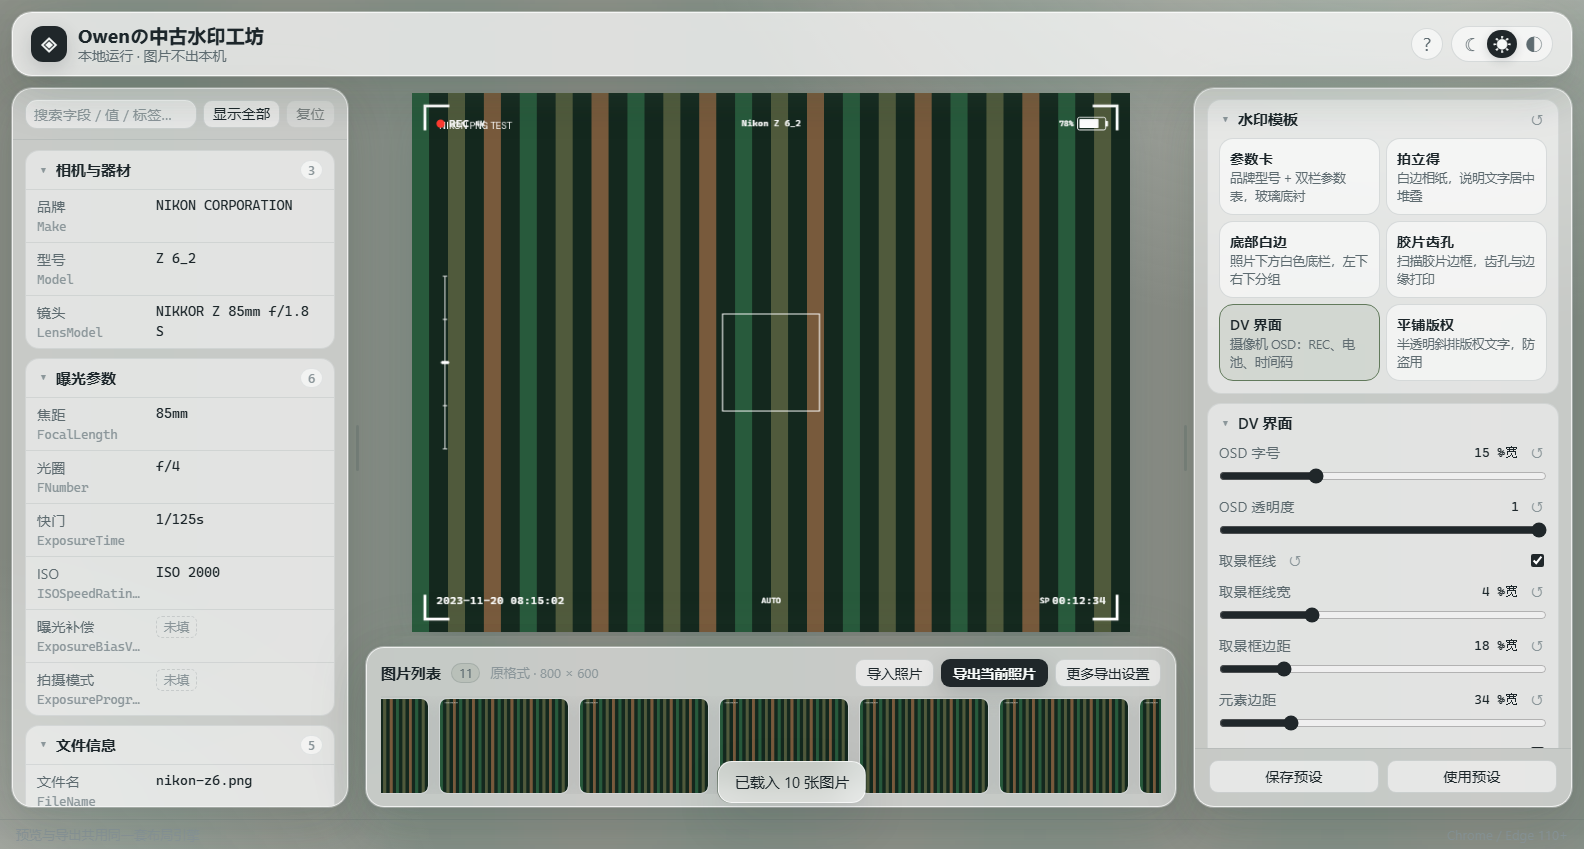 Owenの中古水印工坊
本地运行 · 图片不出本机
?
搜索字段 / 值 / 标签...
显示全部
复位
相机与器材
3
品牌
NIKON CORPORATION
Make
型号
Z 6_2
Model
镜头
NIKKOR Z 85mm f/1.8 S
LensModel
曝光参数
6
焦距
85mm
FocalLength
光圈
f/4
FNumber
快门
1/125s
ExposureTime
ISO
ISO 2000
ISOSpeedRatin…
曝光补偿
未填
ExposureBiasV…
拍摄模式
未填
ExposureProgr…
文件信息
5
文件名
nikon-z6.png
FileName
REC
NIKON PNG TEST
Nikon Z 6_2
78%
2023-11-20 08:15:02
AUTO
SP 00:12:34
图片列表
11
原格式 · 800 × 600
导入照片
导出当前照片
更多导出设置
已载入 10 张图片
水印模板
参数卡
品牌型号 + 双栏参数
表，玻璃底衬
拍立得
白边相纸，说明文字居中
堆叠
底部白边
照片下方白色底栏，左下
右下分组
胶片齿孔
扫描胶片边框，齿孔与边
缘打印
DV 界面
摄像机 OSD：REC、电
池、时间码
平铺版权
半透明斜排版权文字，防
盗用
DV 界面
OSD 字号
15 %宽
OSD 透明度
1
取景框线
取景框线宽
4 %宽
取景框边距
18 %宽
元素边距
34 %宽
保存预设
使用预设